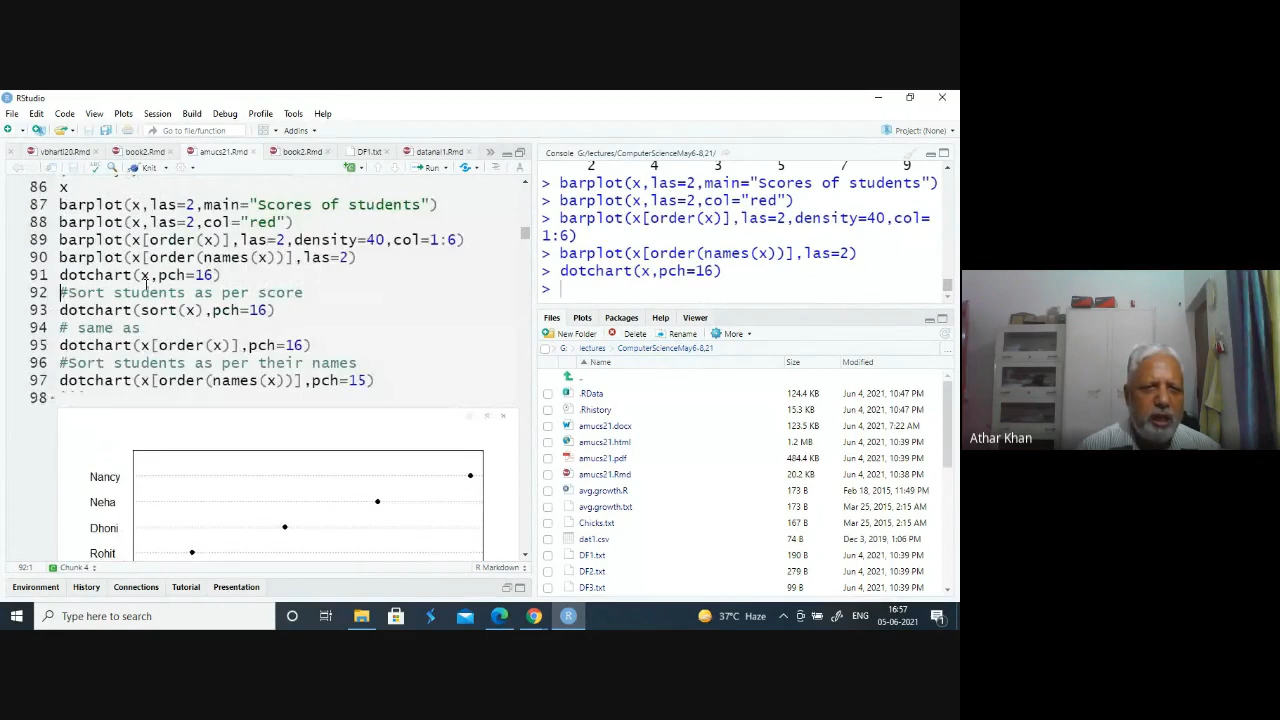 RStudio
File Edit Code View Plots Session Build Debug Profile Tools Help
Go to file/function Addins Project: (None)
vbharti20.Rmd book2.Rmd amucs21.Rmd book2.Rmd DF1.txt datanal1.Rmd
Knit Run
86 x
87 barplot(x,las=2,main="Scores of students")
88 barplot(x,las=2,col="red")
89 barplot(x[order(x)],las=2,density=40,col=1:6)
90 barplot(x[order(names(x))],las=2)
91 dotchart(x,pch=16)
92 #Sort students as per score
93 dotchart(sort(x),pch=16)
94 # same as
95 dotchart(x[order(x)],pch=16)
96 #Sort students as per their names
97 dotchart(x[order(names(x))],pch=15)
98
Nancy
Neha
Dhoni
Rohit
92:1 Chunk 4 R Markdown
Environment History Connections Tutorial Presentation
Console G:/lectures/ComputerScienceMay6-8,21/
2 4 3 5 7 9
> barplot(x,las=2,main="Scores of students")
> barplot(x,las=2,col="red")
> barplot(x[order(x)],las=2,density=40,col=
1:6)
> barplot(x[order(names(x))],las=2)
> dotchart(x,pch=16)
>
Files Plots Packages Help Viewer
New Folder Delete Rename More
G: lectures ComputerScienceMay6-8,21
Name Size Modified
..
.RData 124.4 KB Jun 4, 2021, 10:47 PM
.Rhistory 15.3 KB Jun 4, 2021, 10:47 PM
amucs21.docx 123.5 KB Jun 4, 2021, 7:22 AM
amucs21.html 1.2 MB Jun 4, 2021, 10:39 PM
amucs21.pdf 484.4 KB Jun 4, 2021, 10:39 PM
amucs21.Rmd 20.2 KB Jun 4, 2021, 10:38 PM
avg.growth.R 173 B Feb 18, 2015, 11:49 PM
avg.growth.txt 173 B Mar 25, 2015, 2:15 AM
Chicks.txt 167 B Mar 25, 2015, 2:15 AM
dat1.csv 74 B Dec 3, 2019, 1:06 PM
DF1.txt 190 B Jun 4, 2021, 10:39 PM
DF2.txt 279 B Jun 4, 2021, 10:39 PM
DF3.txt 99 B Jun 4, 2021, 10:39 PM
Athar Khan
Type here to search 37°C Haze ENG 16:57
05-06-2021